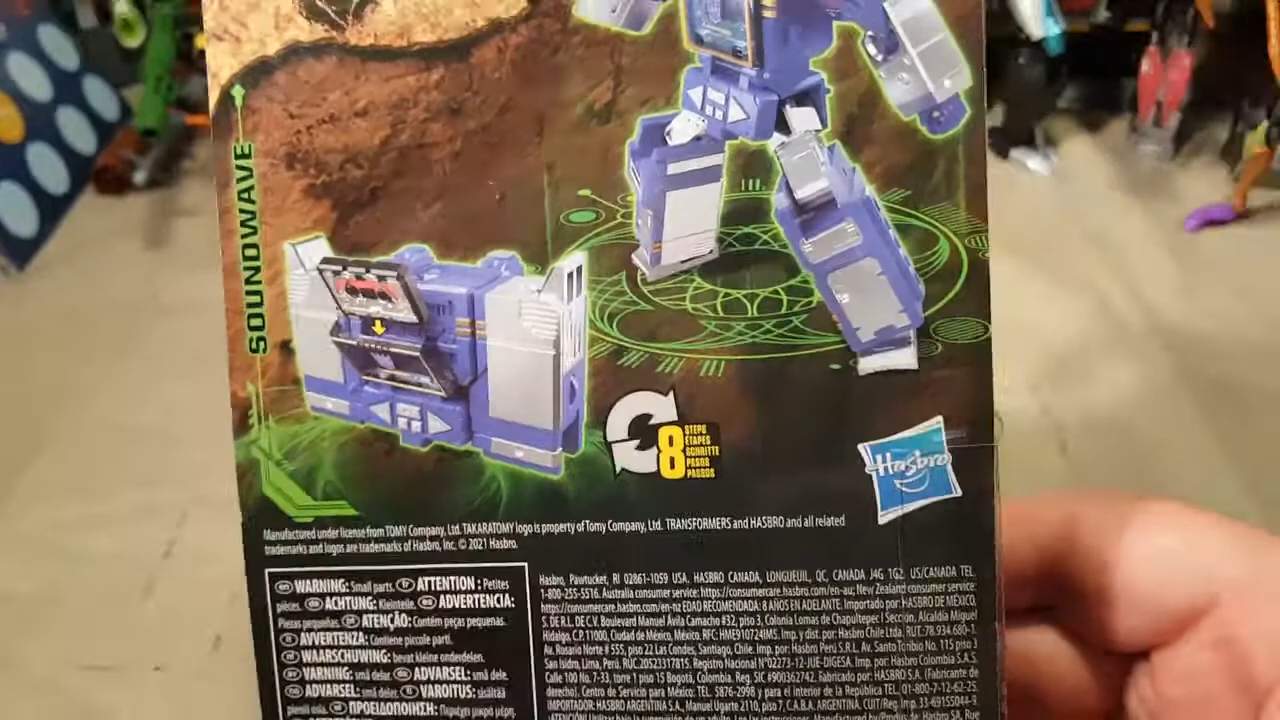 SOUNDWAVE
8
STEPS
ÉTAPES
SCHRITTE
PASOS
PASSOS
Hasbro
Manufactured under license from TOMY Company, Ltd. TAKARATOMY logo is property of Tomy Company, Ltd. TRANSFORMERS and HASBRO and all related
trademarks and logos are trademarks of Hasbro, Inc. © 2021 Hasbro.
WARNING: Small parts. ATTENTION : Petites
pièces. ACHTUNG: Kleinteile. ADVERTENCIA:
Piezas pequeñas. ATENÇÃO: Contém peças pequenas.
AVVERTENZA: Contiene piccole parti.
WAARSCHUWING: bevat kleine onderdelen.
VARNING: små delar. ADVARSEL: små dele.
ADVARSEL: små deler. VAROITUS: sisältää
pieniä osia. ΠΡΟΕΙΔΟΠΟΙΗΣΗ: Περιέχει μικρά μέρη.
Hasbro, Pawtucket, RI 02861-1059 USA. HASBRO CANADA, LONGUEUIL, QC, CANADA J4G 1G2. US/CANADA TEL.
1-800-255-5516. Australia consumer service: https://consumercare.hasbro.com/en-au; New Zealand consumer service:
https://consumercare.hasbro.com/en-nz EDAD RECOMENDADA: 8 AÑOS EN ADELANTE. Importado por: HASBRO DE MÉXICO,
S. DE R.L. DE C.V. Boulevard Manuel Ávila Camacho #32, piso 3, Colonia Lomas de Chapultepec I Sección, Alcaldía Miguel
Hidalgo, C.P. 11000, Ciudad de México, México. RFC: HME910724IM5. Imp. y dist. por: Hasbro Chile Ltda, RUT: 78.934.680-1,
Av. Rosario Norte # 555, piso 22 Las Condes, Santiago, Chile. Imp. por: Hasbro Perú S.R.L. Av. Santo Toribio No. 115 piso 3
San Isidro, Lima, Perú, RUC.20523317815. Registro Nacional N°02273-12-JUE-DIGESA. Imp. por: Hasbro Colombia S.A.S.
Calle 100 No. 7-33, torre 1 piso 15 Bogotá, Colombia. Reg. SIC #900362742. Fabricado por: HASBRO S.A. (Fabricante de
derecho). Centro de Servicio para México: TEL. 5876-2998 y para el interior de la República TEL. 01-800-7-12-62-25.
IMPORTADOR: HASBRO ARGENTINA S.A., Manuel Ugarte 2110, piso 7, C.A.B.A. ARGENTINA. CUIT/Reg. Imp. 33-69155044-9.